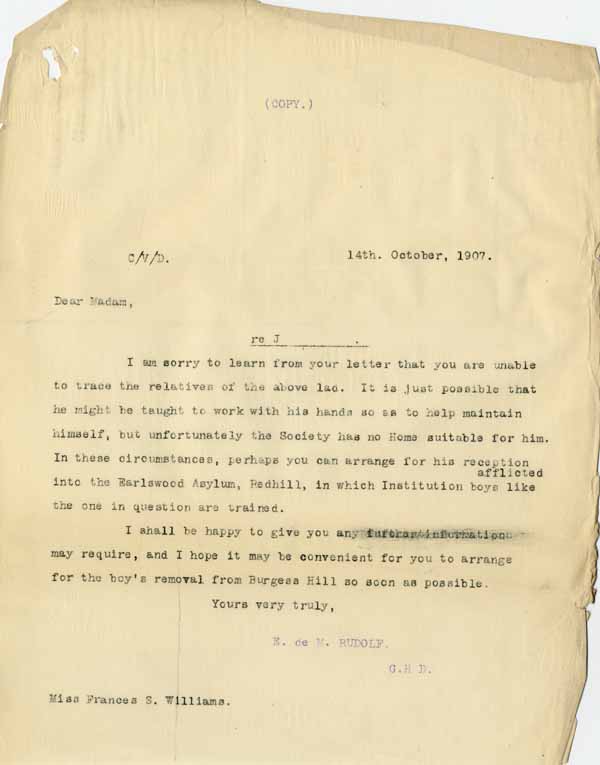 (COPY.)
C/V/D.
14th. October, 1907.
Dear Madam,
re J .
I am sorry to learn from your letter that you are unable
to trace the relatives of the above lad. It is just possible that
he might be taught to work with his hands so as to help maintain
himself, but unfortunately the Society has no Home suitable for him.
In these circumstances, perhaps you can arrange for his reception
afflicted
into the Earlswood Asylum, Redhill, in which Institution boys like
the one in question are trained.
I ahall be happy to give you any further information
may require, and I hope it may be convenient for you to arrange
for the boy's removal from Burgess Hill so soon as possible.
Yours very truly,
E. de M. RUDOLF.
G.H D.
Miss Frances S. Williams.